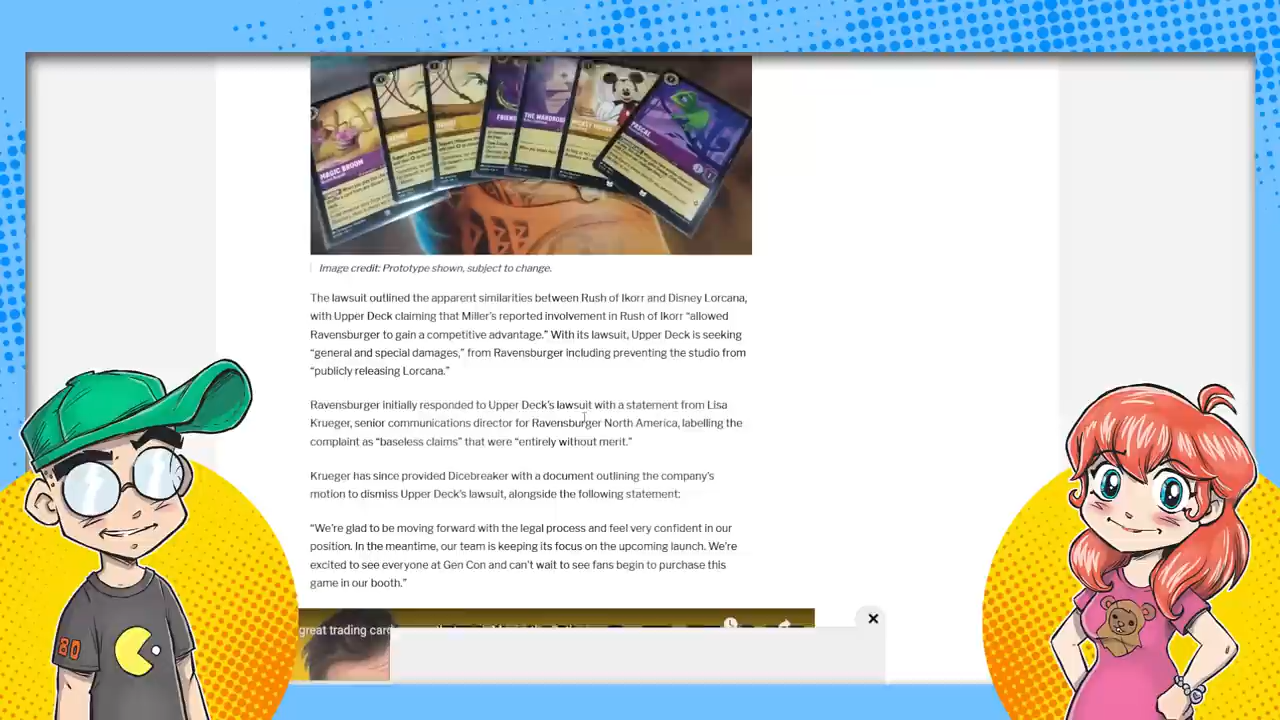 MAGIC BROOM
FRIEND
THE WARDROBE
MICKEY MOUSE
PASCAL
Image credit: Prototype shown, subject to change.
The lawsuit outlined the apparent similarities between Rush of Ikorr and Disney Lorcana,
with Upper Deck claiming that Miller's reported involvement in Rush of Ikorr “allowed
Ravensburger to gain a competitive advantage.” With its lawsuit, Upper Deck is seeking
“general and special damages,” from Ravensburger including preventing the studio from
“publicly releasing Lorcana.”
Ravensburger initially responded to Upper Deck's lawsuit with a statement from Lisa
Krueger, senior communications director for Ravensburger North America, labelling the
complaint as “baseless claims” that were “entirely without merit.”
Krueger has since provided Dicebreaker with a document outlining the company's
motion to dismiss Upper Deck's lawsuit, alongside the following statement:
“We're glad to be moving forward with the legal process and feel very confident in our
position. In the meantime, our team is keeping its focus on the upcoming launch. We're
excited to see everyone at Gen Con and can't wait to see fans begin to purchase this
game in our booth.”
great trading card
80